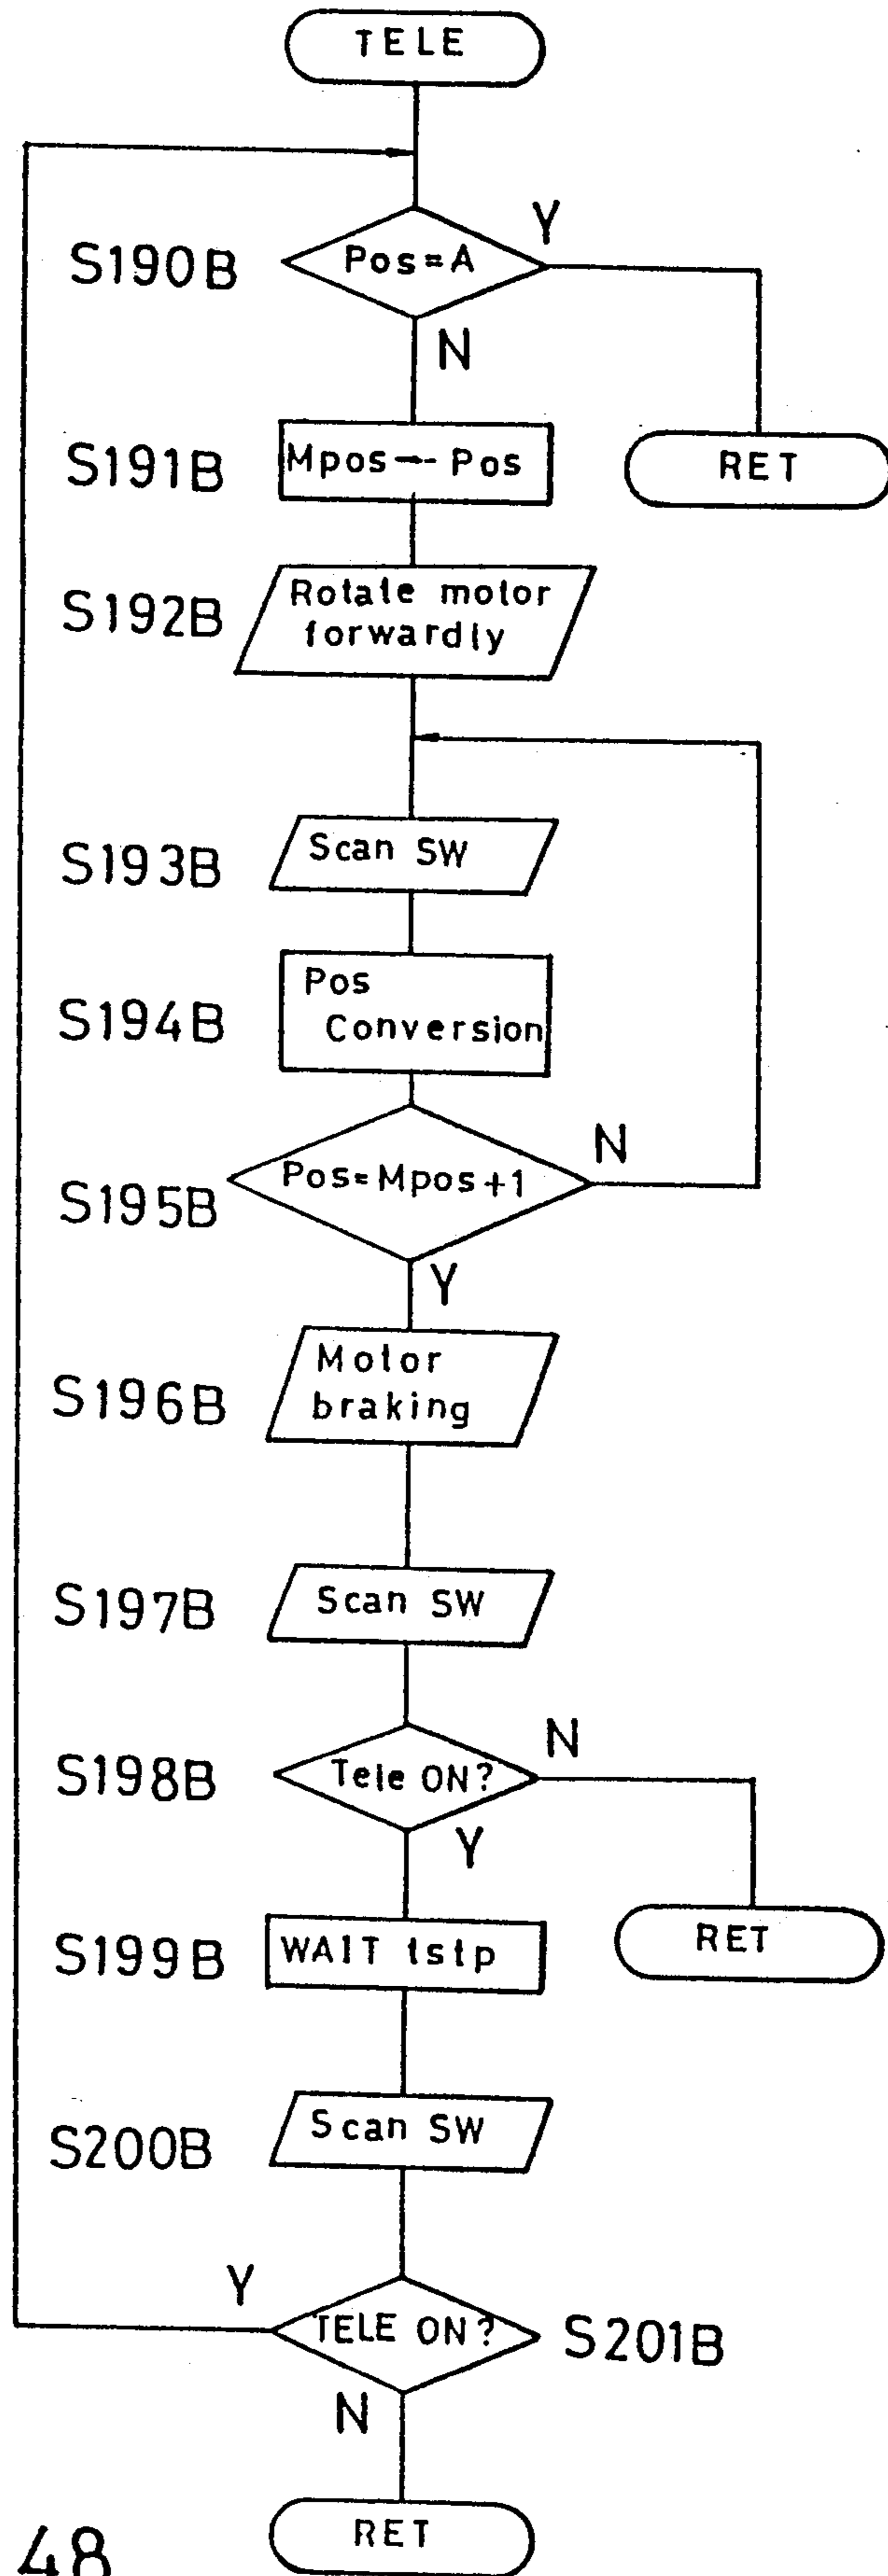 TELE
S190B
Pos=A
Y
N
S191B
Mpos ← Pos
RET
S192B
Rotate motor
forwardly
S193B
Scan SW
S194B
Pos
Conversion
S195B
Pos=Mpos+1
N
Y
S196B
Motor
braking
S197B
Scan SW
S198B
Tele ON?
N
Y
S199B
WAIT tstp
RET
S200B
Scan SW
Y
TELE ON?
S201B
N
RET
48